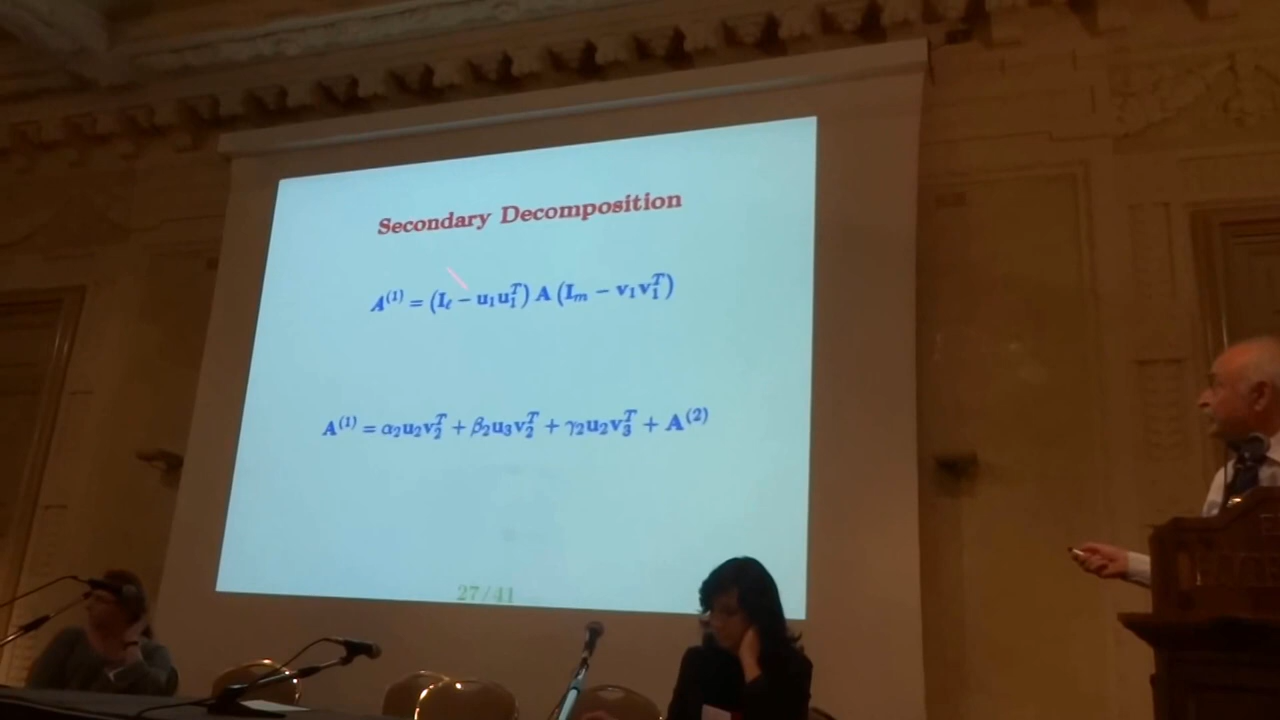 Secondary Decomposition
A⁽¹⁾ = (I_ℓ − u₁u₁ᵀ) A (I_m − v₁v₁ᵀ)
A⁽¹⁾ = α₂u₂v₂ᵀ + β₂u₃v₂ᵀ + γ₂u₂v₃ᵀ + A⁽²⁾
27/41